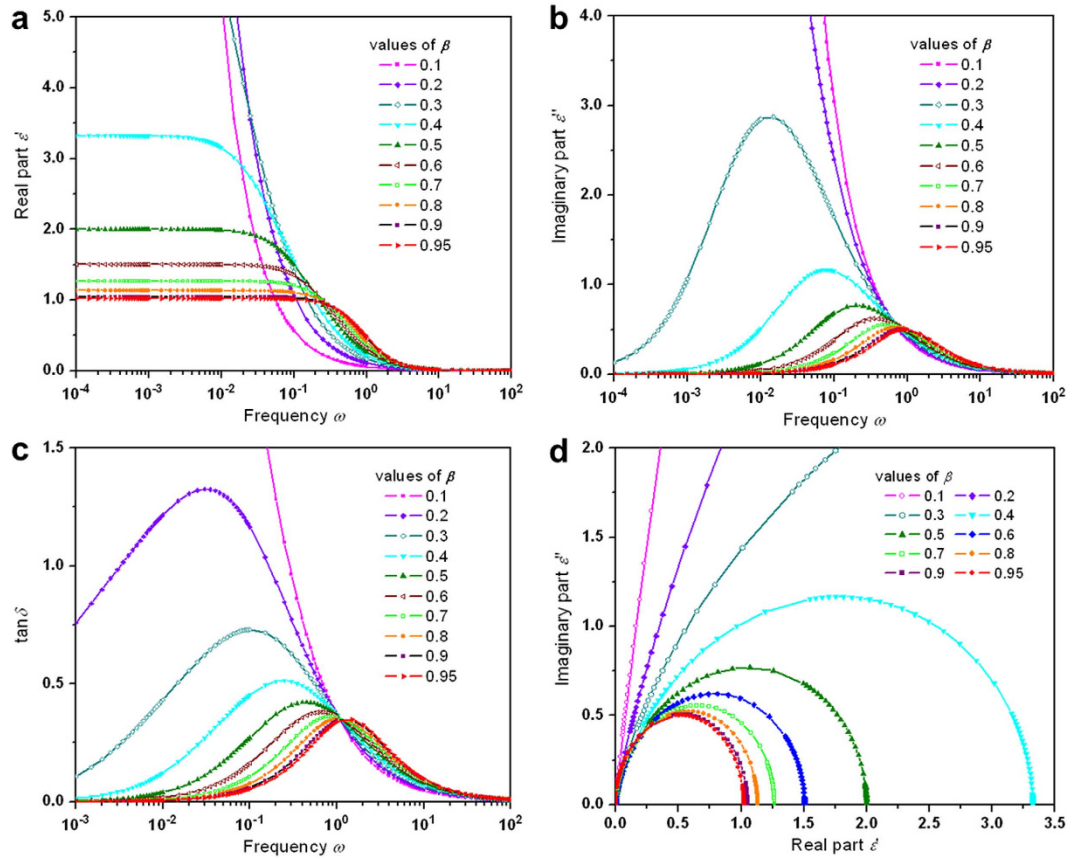 a
5.0
4.0
3.0
2.0
1.0
0.0
Real part ε'
values of β
0.1
0.2
0.3
0.4
0.5
0.6
0.7
0.8
0.9
0.95
10⁻⁴ 10⁻³ 10⁻² 10⁻¹ 10⁰ 10¹ 10²
Frequency ω
b
4.0
3.0
2.0
1.0
0.0
Imaginary part ε''
values of β
0.1
0.2
0.3
0.4
0.5
0.6
0.7
0.8
0.9
0.95
10⁻⁴ 10⁻³ 10⁻² 10⁻¹ 10⁰ 10¹ 10²
Frequency ω
c
1.5
1.0
0.5
0.0
tan δ
values of β
0.1
0.2
0.3
0.4
0.5
0.6
0.7
0.8
0.9
0.95
10⁻³ 10⁻² 10⁻¹ 10⁰ 10¹ 10²
Frequency ω
d
2.0
1.5
1.0
0.5
0.0
Imaginary part ε''
values of β
0.1 0.2
0.3 0.4
0.5 0.6
0.7 0.8
0.9 0.95
0.0 0.5 1.0 1.5 2.0 2.5 3.0 3.5
Real part ε'